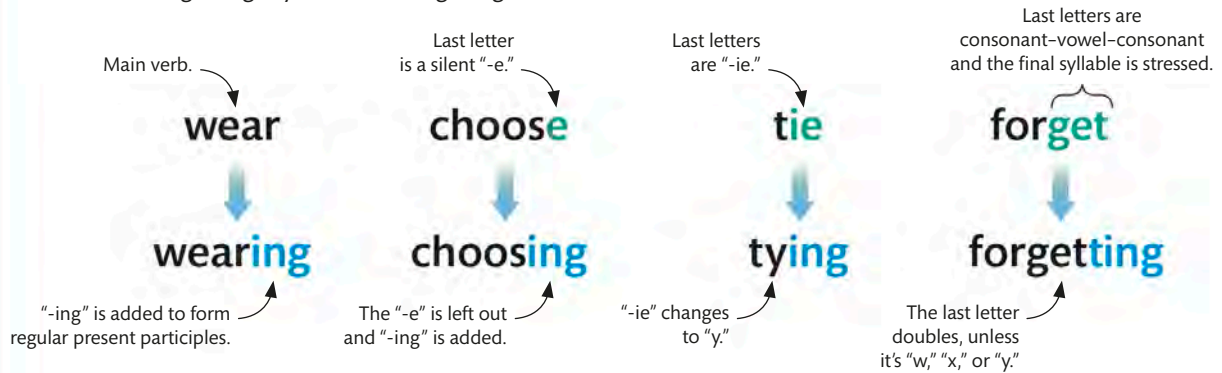 Main verb.
Last letter
is a silent “-e.”
Last letters
are “-ie.”
Last letters are
consonant–vowel–consonant
and the final syllable is stressed.
wear
choose
tie
forget
wearing
choosing
tying
forgetting
“-ing” is added to form
regular present participles.
The “-e” is left out
and “-ing” is added.
“-ie” changes
to “y.”
The last letter
doubles, unless
it’s “w,” “x,” or “y.”